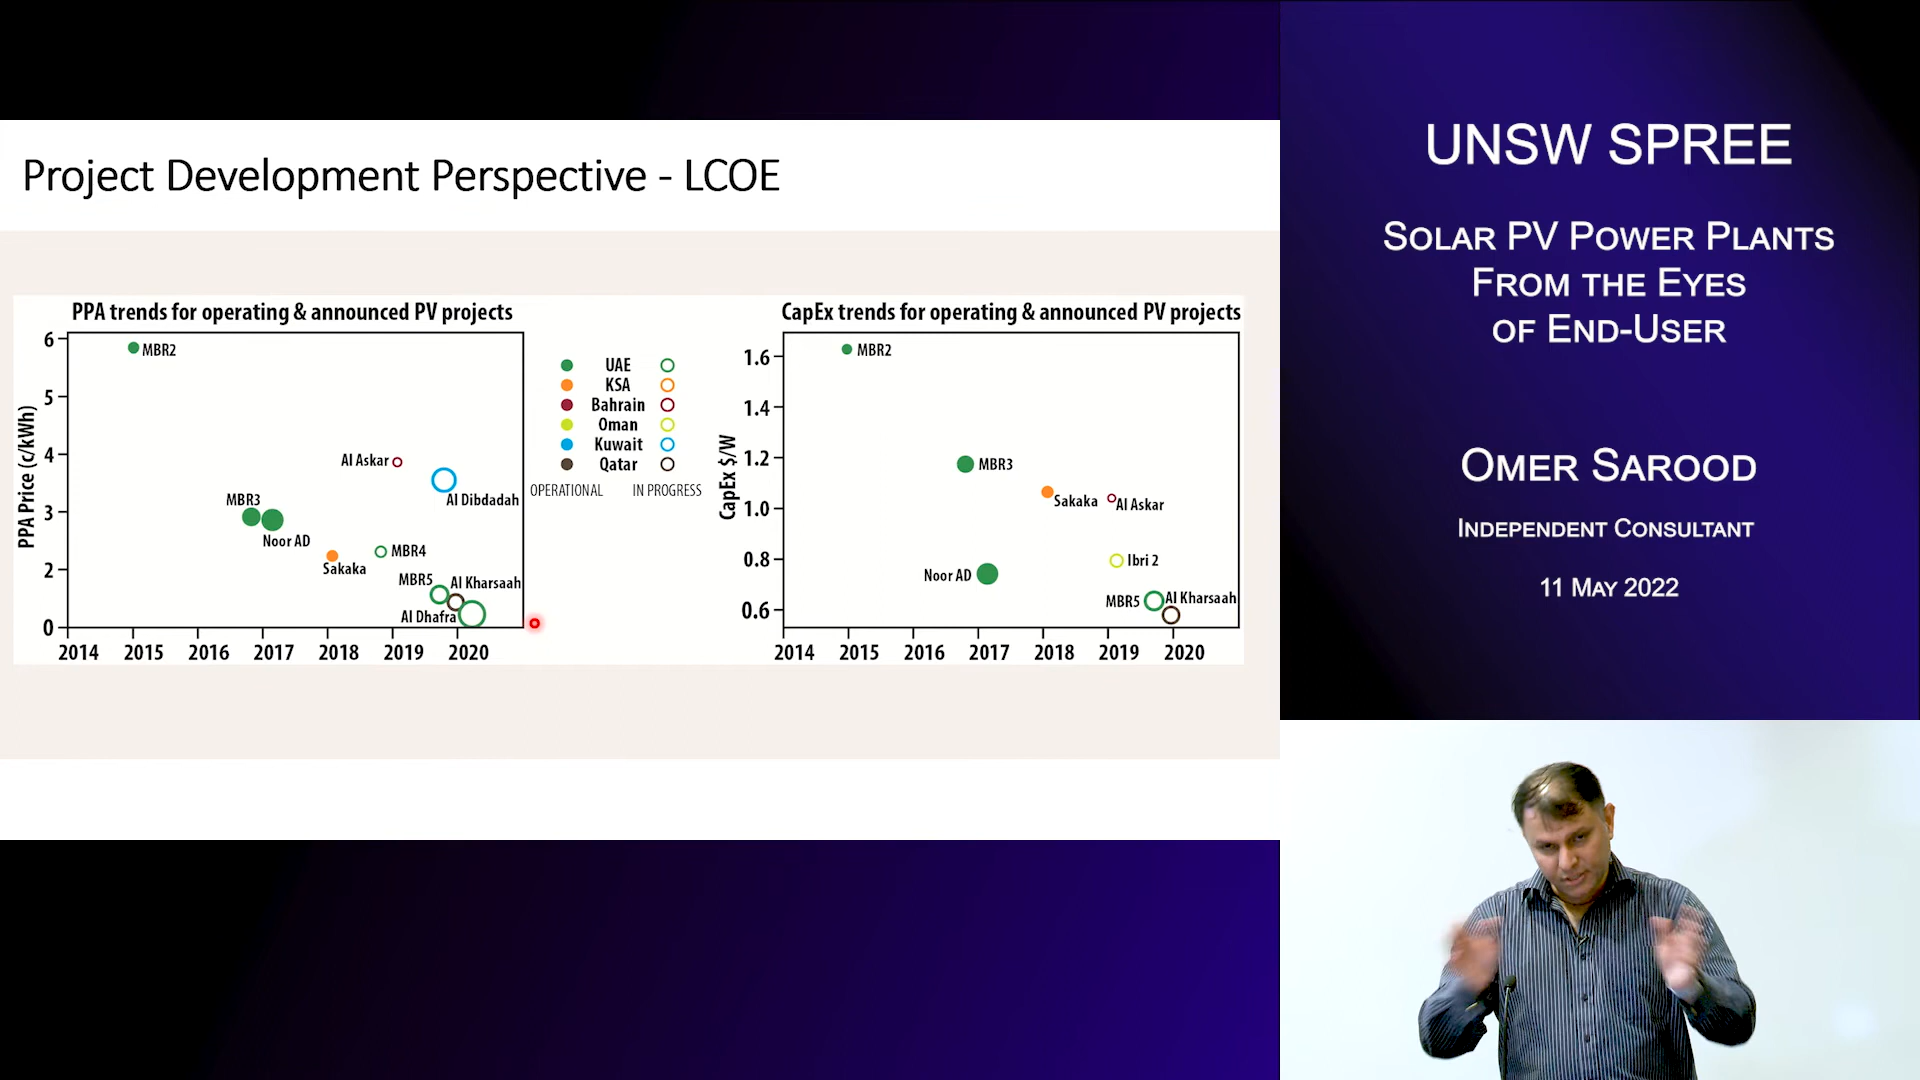 Project Development Perspective - LCOE
PPA trends for operating & announced PV projects
PPA Price (c/kWh)
6
5
4
3
2
0
2014 2015 2016 2017 2018 2019 2020
MBR2
Al Askar
Al Dibdadah
MBR3
Noor AD
Sakaka
MBR4
MBR5
Al Kharsaah
Al Dhafra
UAE
KSA
Bahrain
Oman
Kuwait
Qatar
OPERATIONAL IN PROGRESS
CapEx trends for operating & announced PV projects
CapEx $/W
1.6
1.4
1.2
1.0
0.8
0.6
2014 2015 2016 2017 2018 2019 2020
MBR2
MBR3
Sakaka
Al Askar
Ibri 2
Noor AD
MBR5
Al Kharsaah
UNSW SPREE
Solar PV Power Plants
From the Eyes
of End-User
Omer Sarood
Independent Consultant
11 May 2022